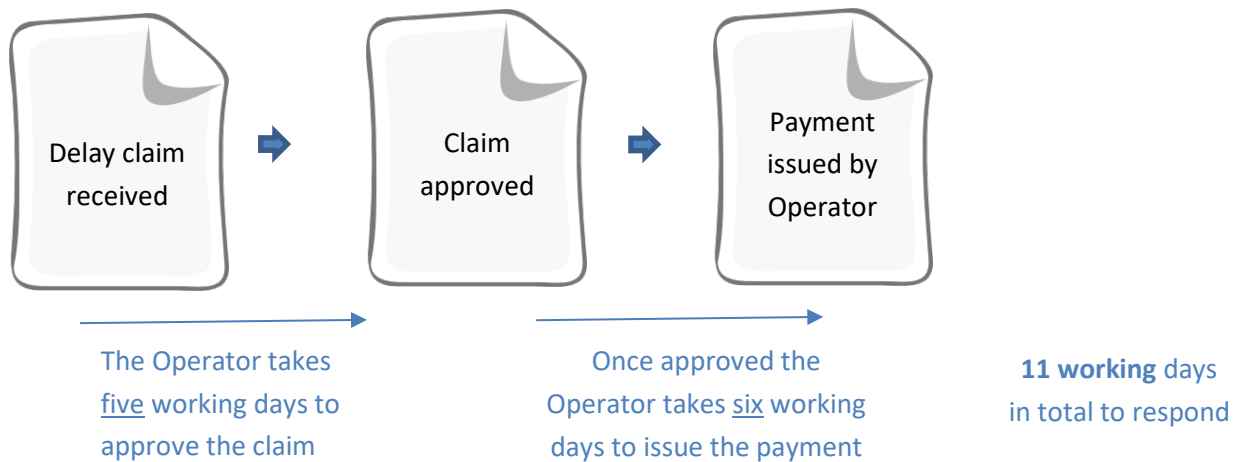 Delay claim
received
Claim
approved
Payment
issued by
Operator
The Operator takes
five working days to
approve the claim
Once approved the
Operator takes six working
days to issue the payment
11 working days
in total to respond